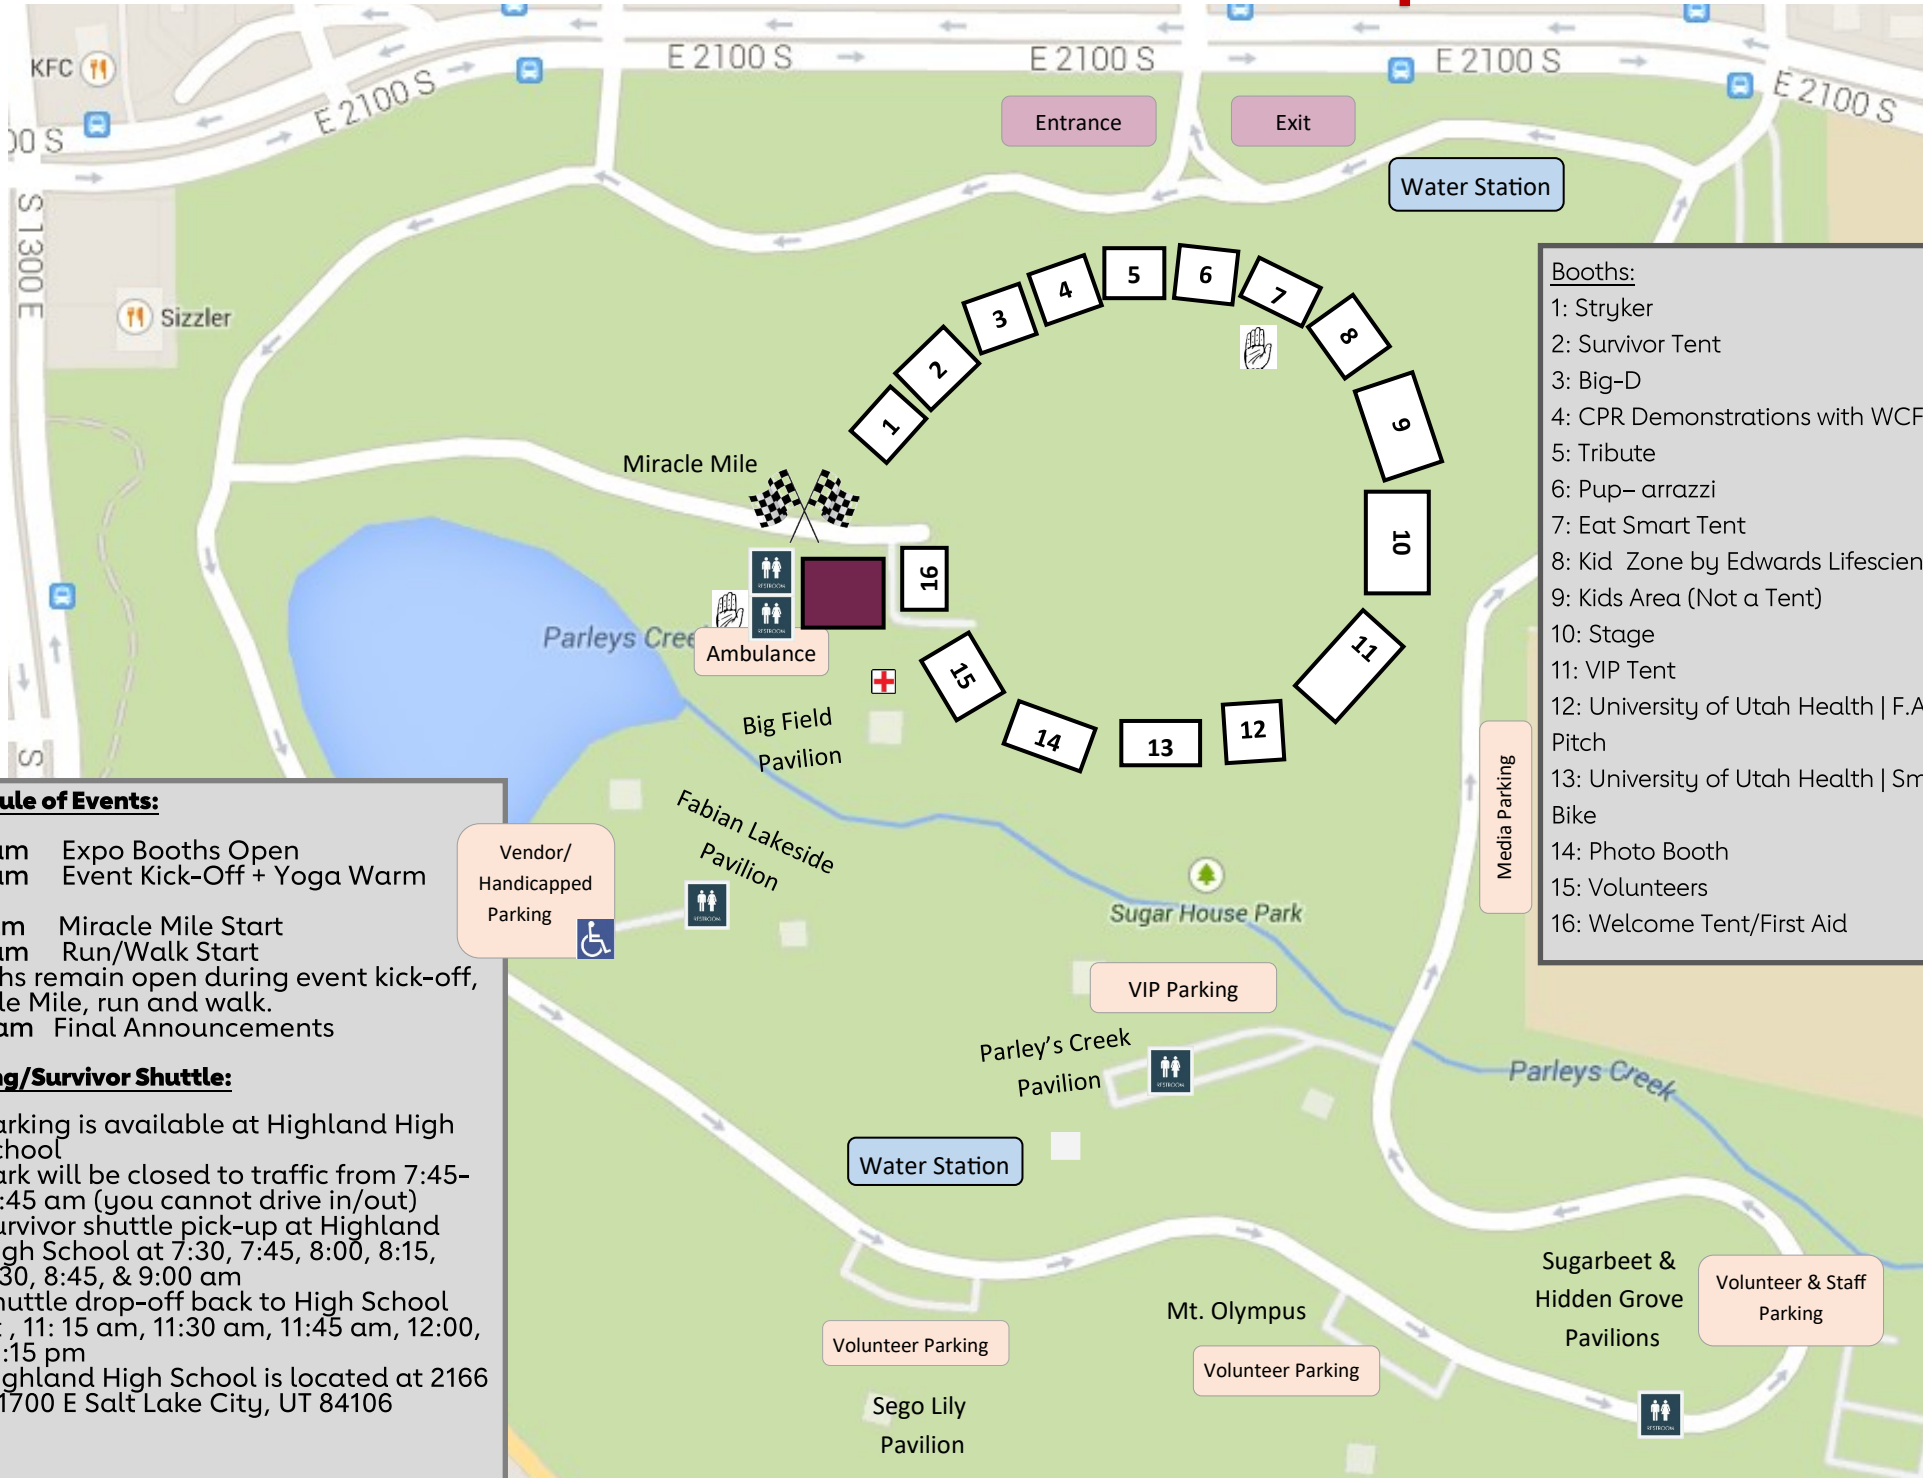 E 2100 S
E 2100 S
E 2100 S
E 2100 S
E 2100 S
00 S
KFC
S 1300 E
S
Sizzler
Entrance
Exit
Water Station
1
2
3
4
5
6
7
8
9
10
11
12
13
14
15
16
Miracle Mile
RESTROOM
RESTROOM
Parleys Cree
Ambulance
Big Field
Pavilion
Fabian Lakeside
Pavilion
RESTROOM
Vendor/
Handicapped
Parking
Sugar House Park
VIP Parking
Parley's Creek
Pavilion
RESTROOM
Parleys Creek
Water Station
Media Parking
Volunteer Parking
Sego Lily
Pavilion
Mt. Olympus
Volunteer Parking
Sugarbeet &
Hidden Grove
Pavilions
Volunteer & Staff
Parking
RESTROOM
Booths:
1: Stryker
2: Survivor Tent
3: Big-D
4: CPR Demonstrations with WCF
5: Tribute
6: Pup– arrazzi
7: Eat Smart Tent
8: Kid  Zone by Edwards Lifescien
9: Kids Area (Not a Tent)
10: Stage
11: VIP Tent
12: University of Utah Health | F.A
Pitch
13: University of Utah Health | Sm
Bike
14: Photo Booth
15: Volunteers
16: Welcome Tent/First Aid
ule of Events:
am Expo Booths Open
am Event Kick-Off + Yoga Warm
m Miracle Mile Start
am Run/Walk Start
hs remain open during event kick-off,
le Mile, run and walk.
am Final Announcements
ng/Survivor Shuttle:
arking is available at Highland High
chool
ark will be closed to traffic from 7:45-
:45 am (you cannot drive in/out)
urvivor shuttle pick-up at Highland
igh School at 7:30, 7:45, 8:00, 8:15,
30, 8:45, & 9:00 am
huttle drop-off back to High School
t , 11: 15 am, 11:30 am, 11:45 am, 12:00,
:15 pm
ighland High School is located at 2166
1700 E Salt Lake City, UT 84106